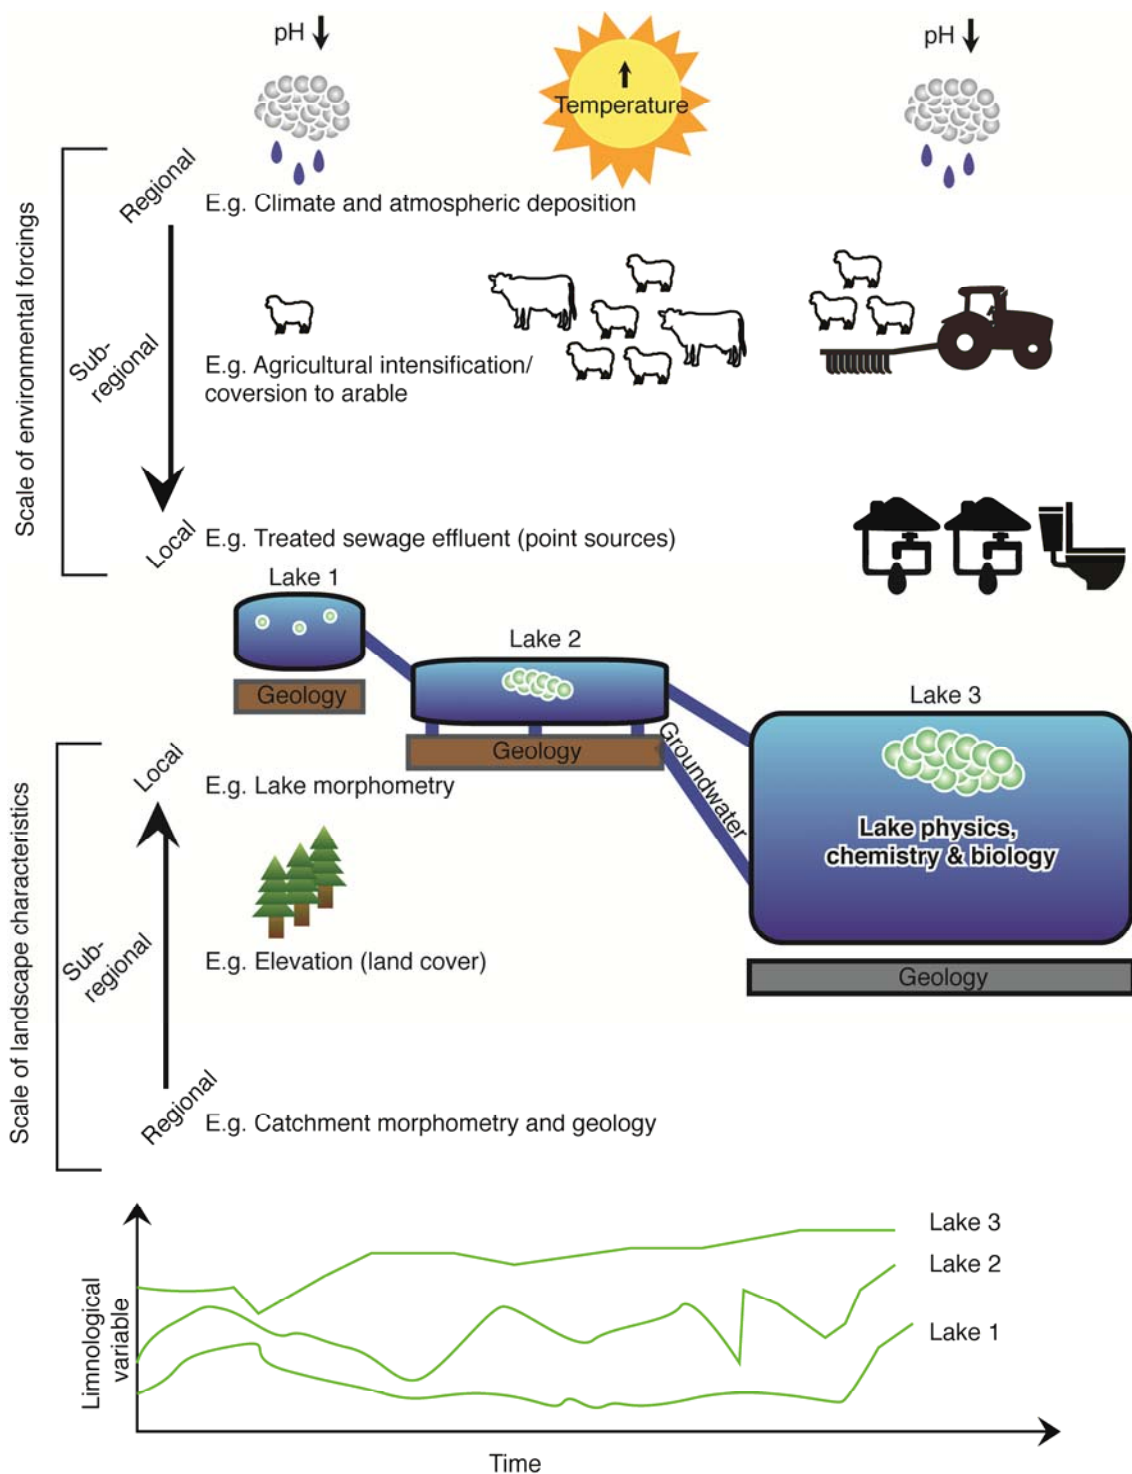 pH
Temperature
pH
Scale of environmental forcings
Regional
E.g. Climate and atmospheric deposition
Sub-
regional
E.g. Agricultural intensification/
coversion to arable
Local
E.g. Treated sewage effluent (point sources)
Lake 1
Geology
Lake 2
Geology
Groundwater
Lake 3
Lake physics,
chemistry & biology
Geology
Scale of landscape characteristics
Local
E.g. Lake morphometry
Sub-
regional
E.g. Elevation (land cover)
Regional
E.g. Catchment morphometry and geology
Limnological
variable
Lake 3
Lake 2
Lake 1
Time